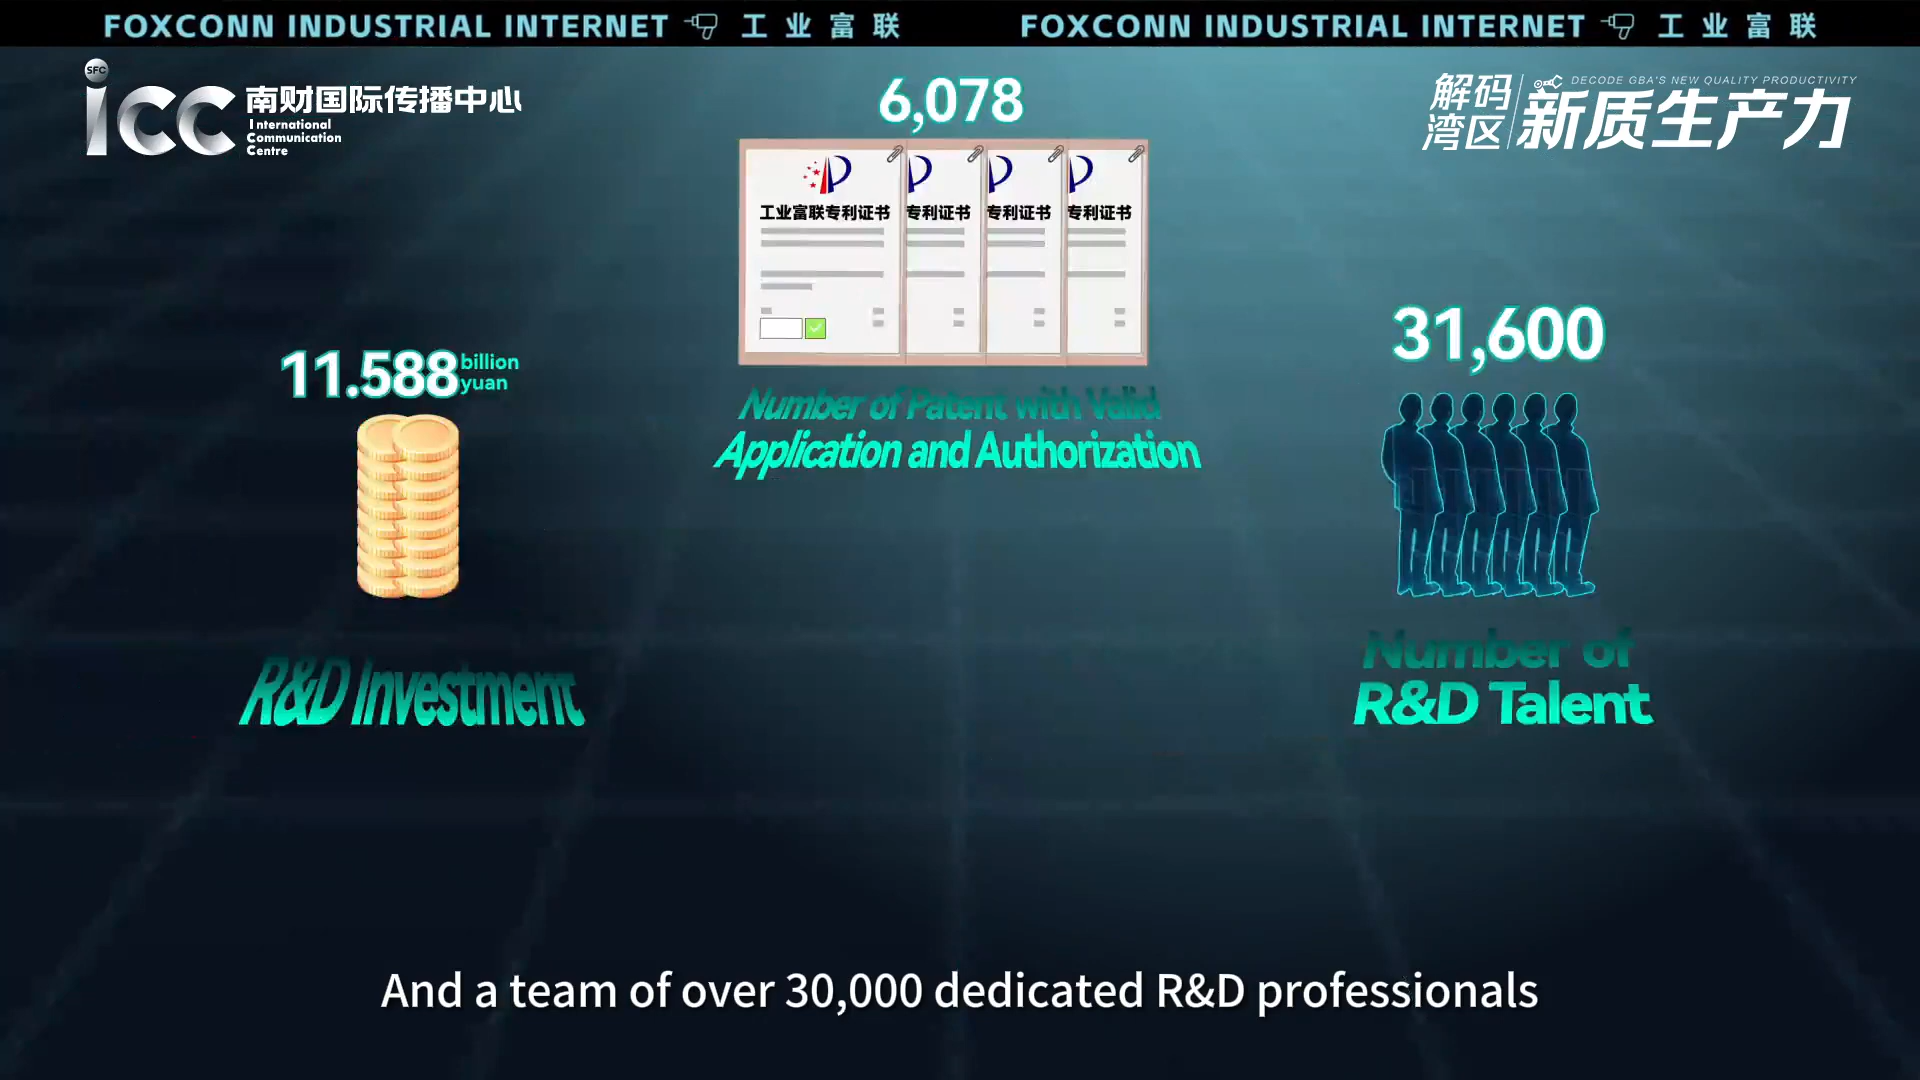 FOXCONN INDUSTRIAL INTERNET 工业富联 FOXCONN INDUSTRIAL INTERNET 工业富联
SFC
icc 南财国际传播中心
International
Communication
Centre
解码
湾区
DECODE GBA'S NEW QUALITY PRODUCTIVITY
新质生产力
6,078
工业富联专利证书 专利证书 专利证书 专利证书
Number of Patent with Valid
Application and Authorization
11.588 billion
yuan
R&D Investment
31,600
Number of
R&D Talent
And a team of over 30,000 dedicated R&D professionals